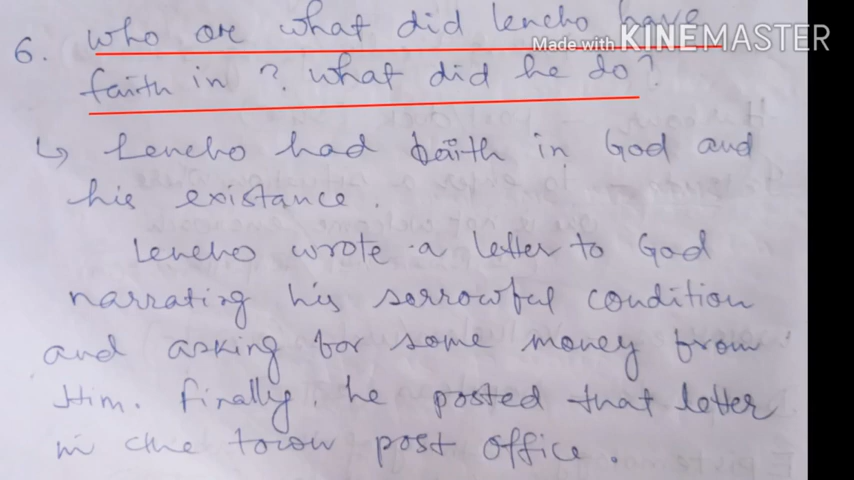 6. Who or what did Lencho have
Made with KINEMASTER
faith in? What did he do?
↳ Lencho had faith in God and
his existance.
Lencho wrote a letter to God
narrating his sorrowful condition
and asking for some money from
Him. Finally, he posted that letter
in the town post office.